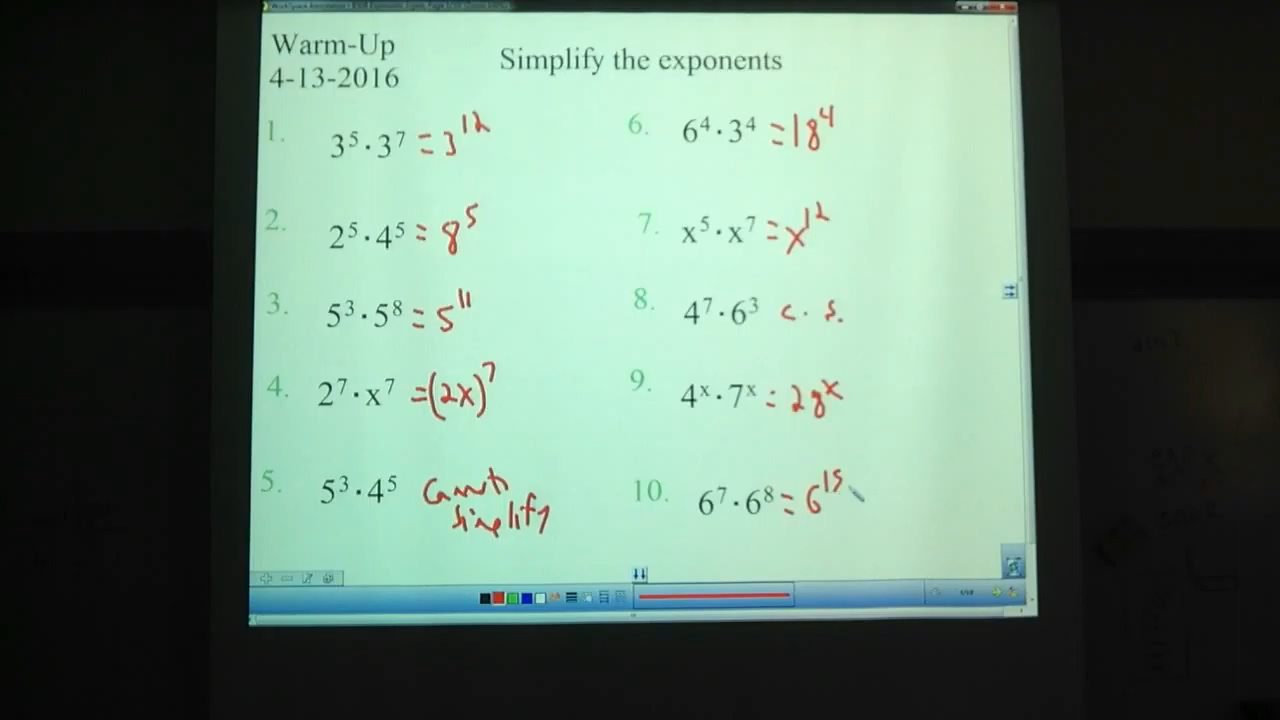 Warm-Up
4-13-2016
Simplify the exponents
1. 3⁵ · 3⁷ = 3¹²
2. 2⁵ · 4⁵ = 8⁵
3. 5³ · 5⁸ = 5¹¹
4. 2⁷ · x⁷ = (2x)⁷
5. 5³ · 4⁵ Cannot
simplify
6. 6⁴ · 3⁴ = 18⁴
7. x⁵ · x⁷ = x¹²
8. 4⁷ · 6³ c. s.
9. 4ˣ · 7ˣ = 28ˣ
10. 6⁷ · 6⁸ = 6¹⁵